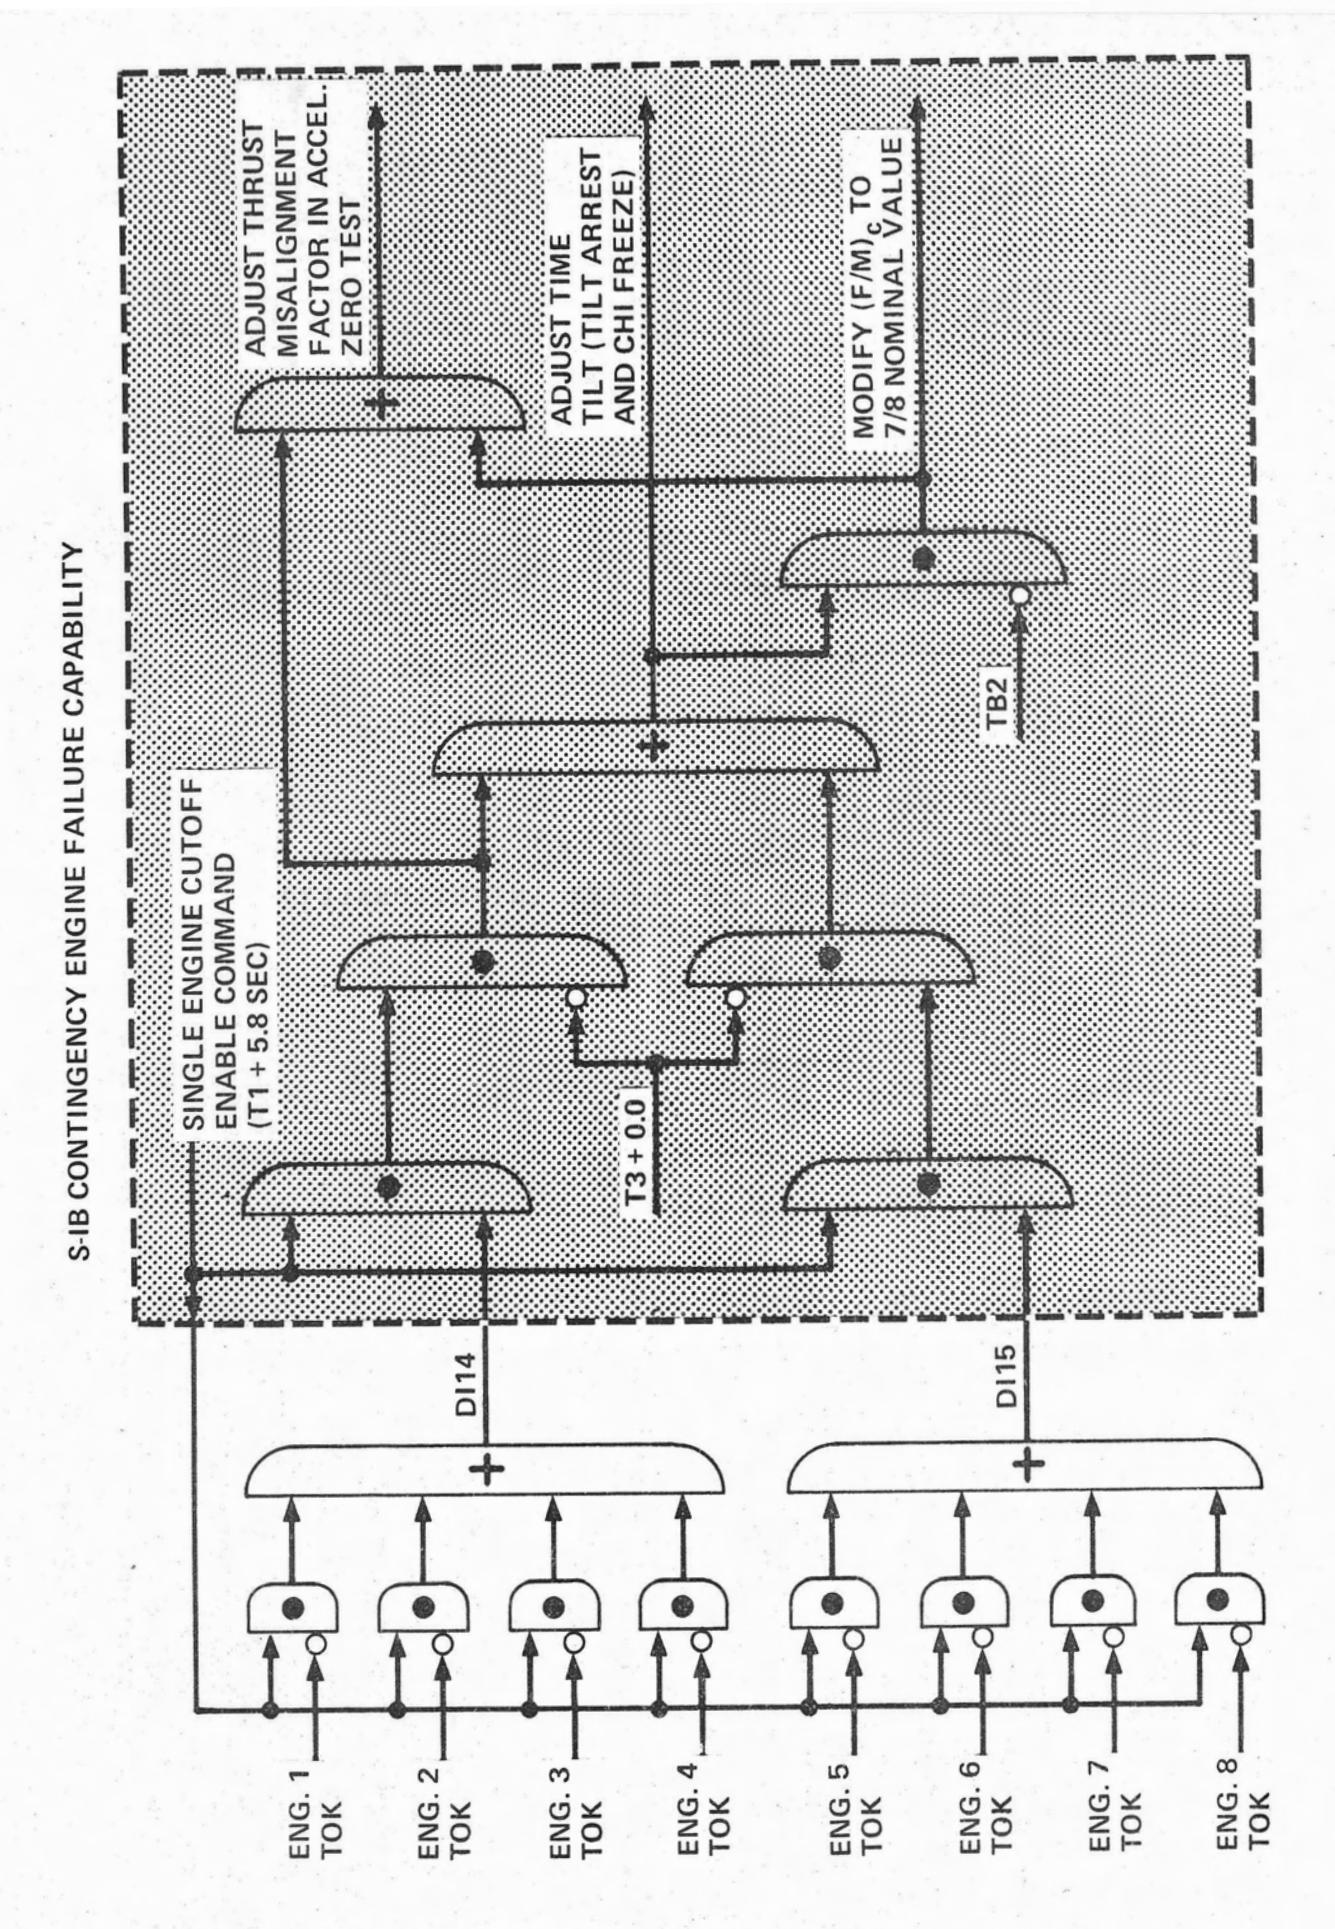 S-IB CONTINGENCY ENGINE FAILURE CAPABILITY
SINGLE ENGINE CUTOFF
ENABLE COMMAND
(T1 + 5.8 SEC)
ADJUST THRUST
MISALIGNMENT
FACTOR IN ACCEL.
ZERO TEST
ADJUST TIME
TILT (TILT ARREST
AND CHI FREEZE)
MODIFY (F/M)c TO
7/8 NOMINAL VALUE
T3 + 0.0
TB2
DI14
DI15
ENG. 1
TOK
ENG. 2
TOK
ENG. 3
TOK
ENG. 4
TOK
ENG. 5
TOK
ENG. 6
TOK
ENG. 7
TOK
ENG. 8
TOK